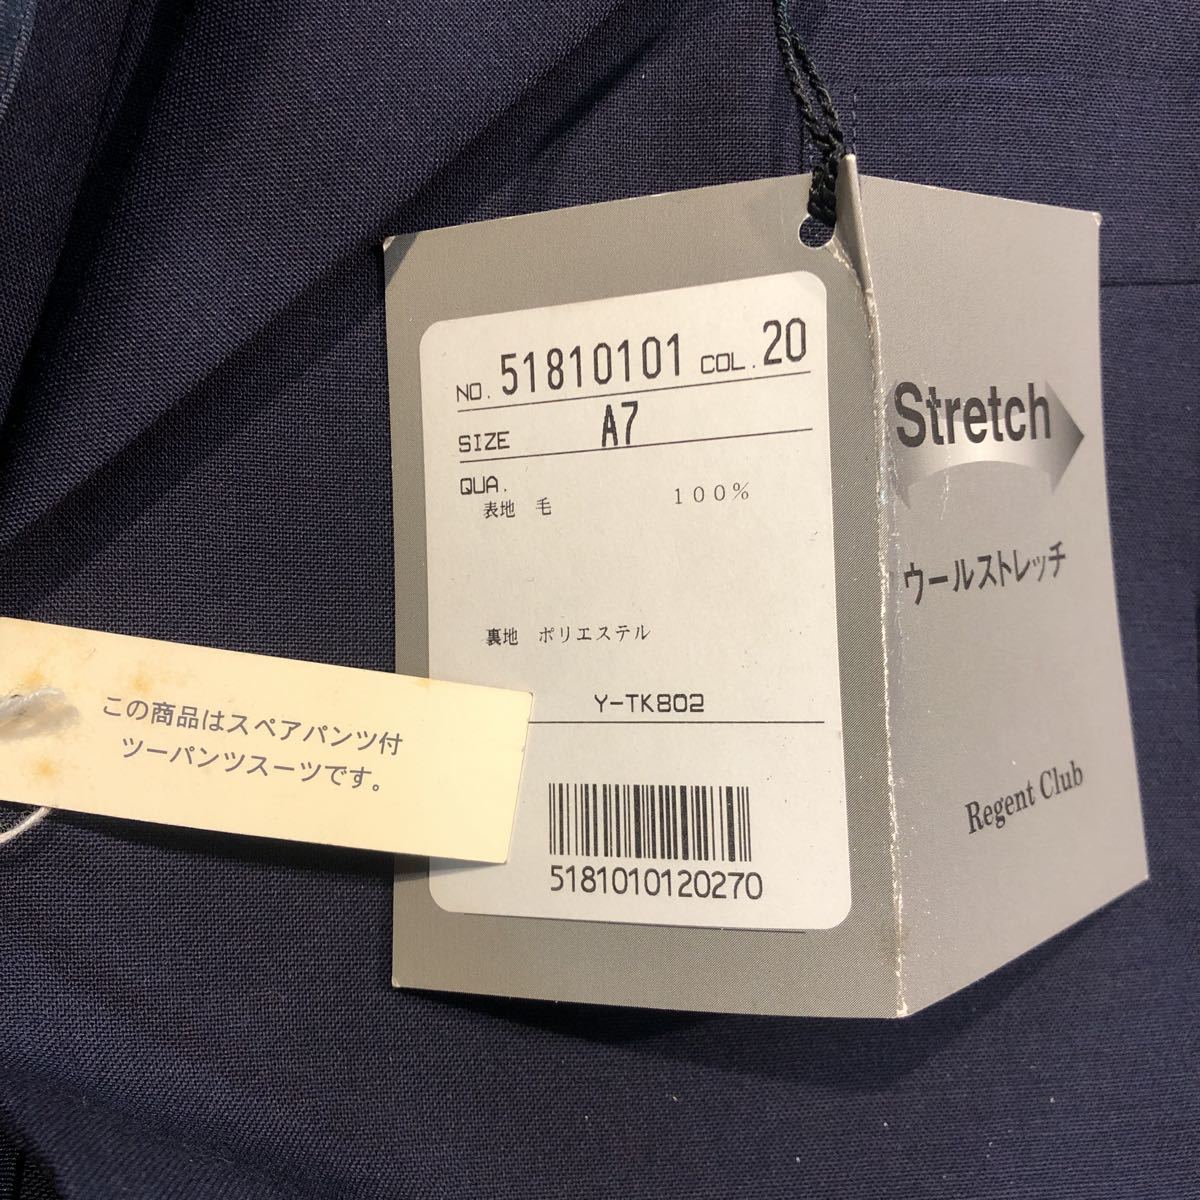 NO. 51810101 COL. 20
SIZE A7
QUA.
表地 毛 100%
裏地 ポリエステル
Y-TK802
5181010120270
この商品はスペアパンツ付
ツーパンツスーツです。
Stretch
ウールストレッチ
Regent Club